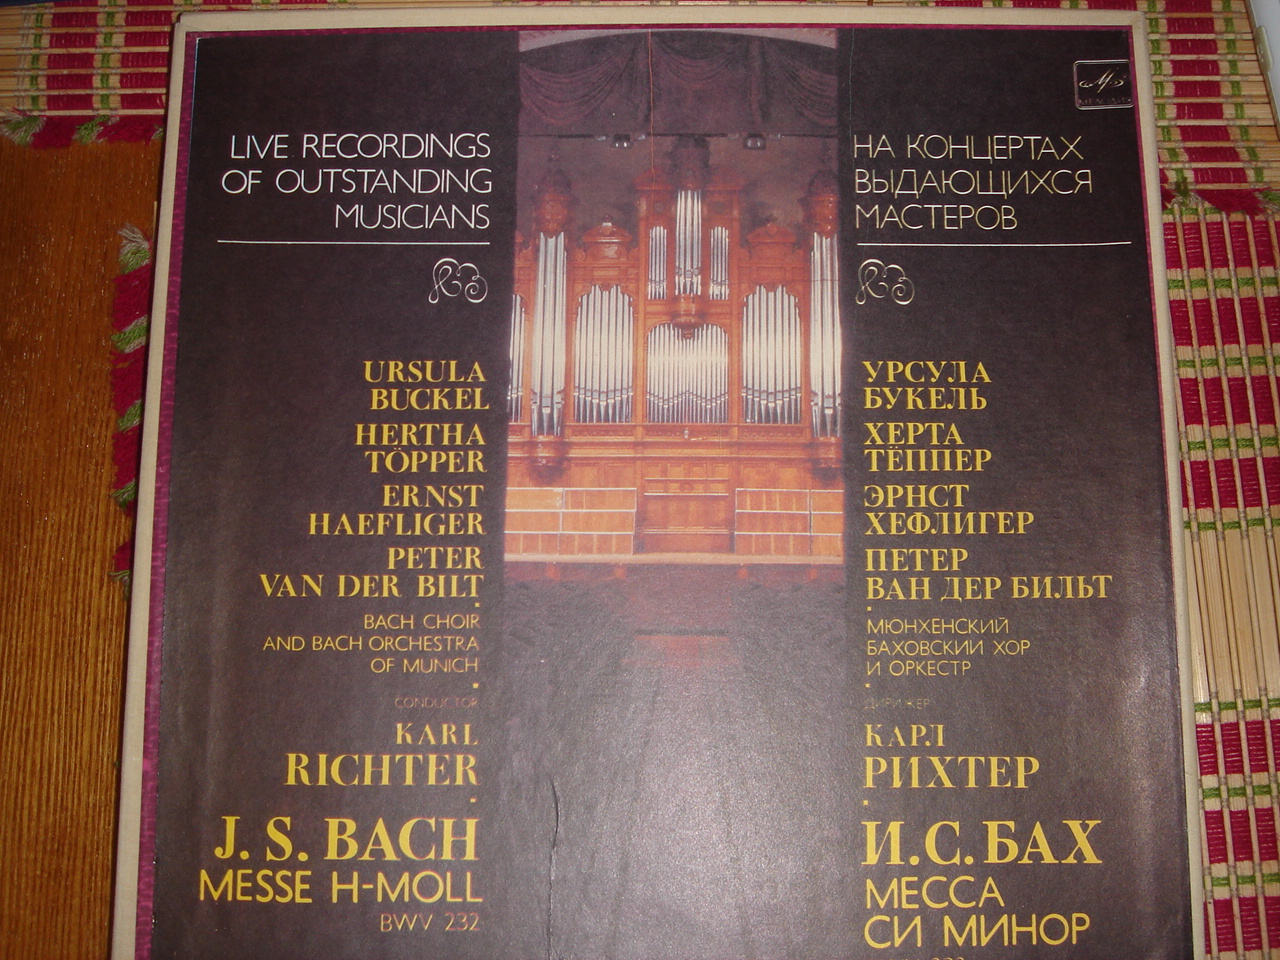 LIVE RECORDINGS
OF OUTSTANDING
MUSICIANS
URSULA
BUCKEL
HERTHA
TÖPPER
ERNST
HAEFLIGER
PETER
VAN DER BILT
BACH CHOIR
AND BACH ORCHESTRA
OF MUNICH
CONDUCTOR
KARL
RICHTER
J. S. BACH
MESSE H-MOLL
BWV 232
МЕЛОДИЯ
НА КОНЦЕРТАХ
ВЫДАЮЩИХСЯ
МАСТЕРОВ
УРСУЛА
БУКЕЛЬ
ХЕРТА
ТЁППЕР
ЭРНСТ
ХЕФЛИГЕР
ПЕТЕР
ВАН ДЕР БИЛЬТ
МЮНХЕНСКИЙ
БАХОВСКИЙ ХОР
И ОРКЕСТР
ДИРИЖЕР
КАРЛ
РИХТЕР
И.С. БАХ
МЕССА
СИ МИНОР